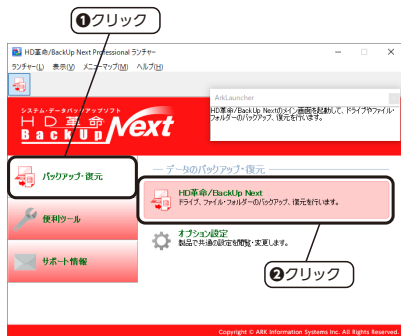 ❶クリック
HD革命/BackUp Next Professional ランチャー
ランチャー(L) 表示(V) メニューマップ(M) ヘルプ(H)
ArkLauncher
HD革命/BackUp Nextのメイン画面を起動して、ドライブやファイル・
フォルダーのバックアップ、復元を行います。
システム・データバックアップソフト
HD革命
BackUp Next
バックアップ・復元
データのバックアップ・復元
HD革命/BackUp Next
ドライブ、ファイル・フォルダーのバックアップ、復元を行います。
便利ツール
オプション設定
製品で共通の設定を閲覧・変更します。
サポート情報
❷クリック
Copyright © ARK Information Systems Inc. All Rights Reserved.